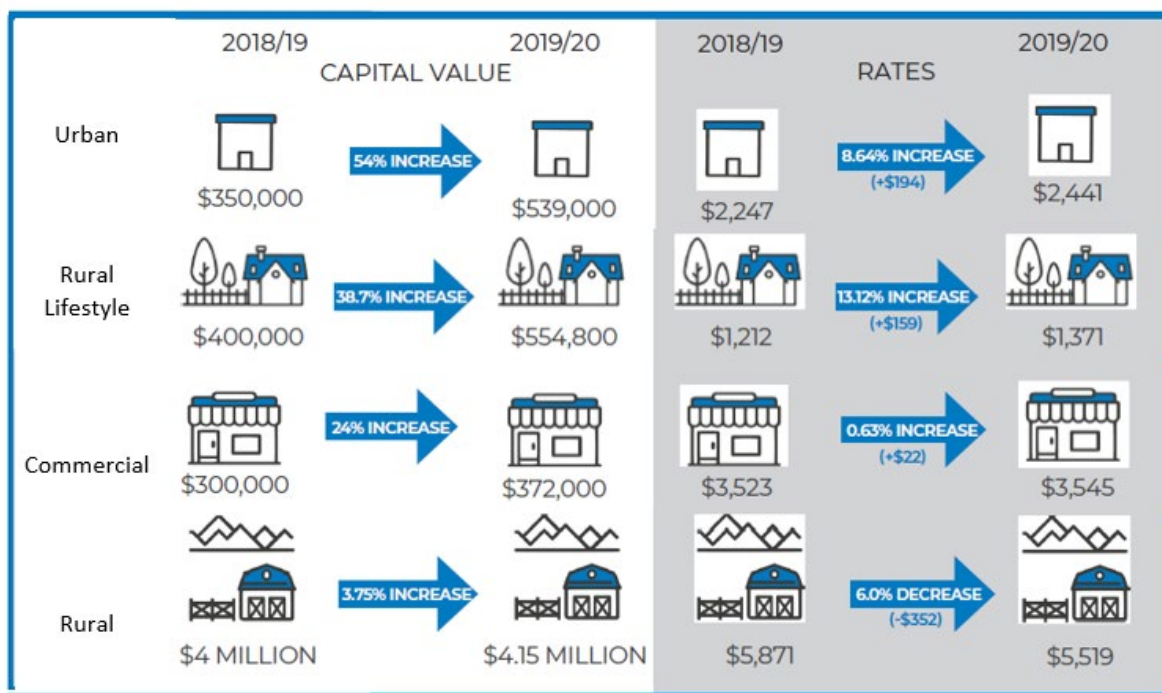 2018/19 2019/20 2018/19 2019/20
CAPITAL VALUE RATES
Urban
54% INCREASE 8.64% INCREASE
(+$194)
$350,000 $539,000 $2,247 $2,441
Rural
Lifestyle
38.7% INCREASE 13.12% INCREASE
(+$159)
$400,000 $554,800 $1,212 $1,371
24% INCREASE 0.63% INCREASE
(+$22)
Commercial
$300,000 $372,000 $3,523 $3,545
3.75% INCREASE 6.0% DECREASE
(-$352)
Rural
$4 MILLION $4.15 MILLION $5,871 $5,519